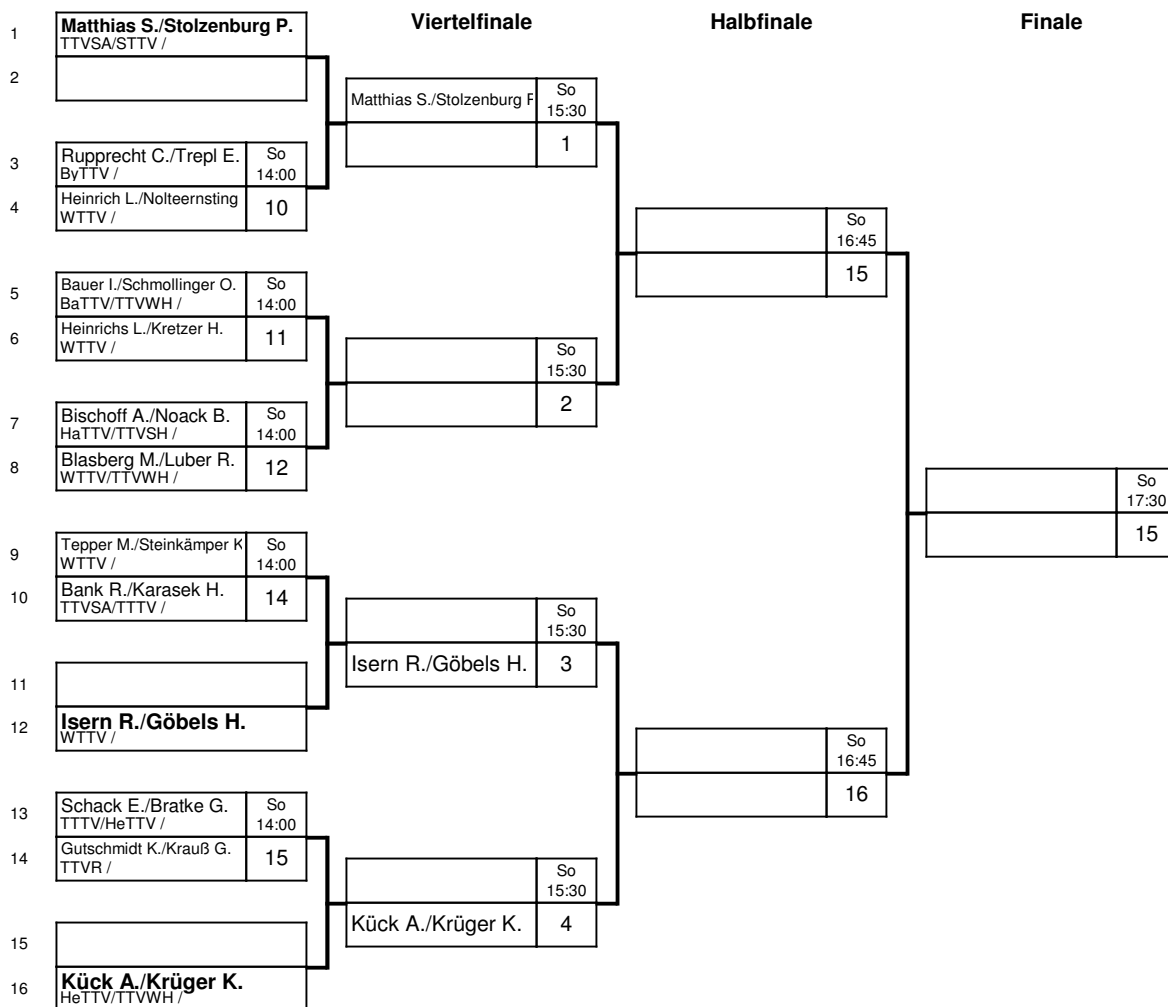 Viertelfinale
Halbfinale
Finale
1
Matthias S./Stolzenburg P.
TTVSA/STTV /
2
3
Rupprecht C./Trepl E.
ByTTV /
So
14:00
4
Heinrich L./Nolteernsting
WTTV /
10
5
Bauer I./Schmollinger O.
BaTTV/TTVWH /
So
14:00
6
Heinrichs L./Kretzer H.
WTTV /
11
7
Bischoff A./Noack B.
HaTTV/TTVSH /
So
14:00
8
Blasberg M./Luber R.
WTTV/TTVWH /
12
9
Tepper M./Steinkämper K
WTTV /
So
14:00
10
Bank R./Karasek H.
TTVSA/TTTV /
14
11
12
Isern R./Göbels H.
WTTV /
13
Schack E./Bratke G.
TTTV/HeTTV /
So
14:00
14
Gutschmidt K./Krauß G.
TTVR /
15
15
16
Kück A./Krüger K.
HeTTV/TTVWH /
Matthias S./Stolzenburg F
So
15:30
1
So
15:30
2
So
15:30
Isern R./Göbels H.
3
So
15:30
Kück A./Krüger K.
4
So
16:45
15
So
16:45
16
So
17:30
15